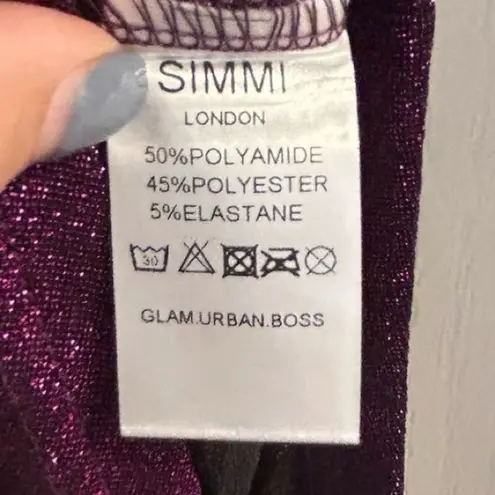 SIMMI
LONDON
50%POLYAMIDE
45%POLYESTER
5%ELASTANE
30
GLAM.URBAN.BOSS